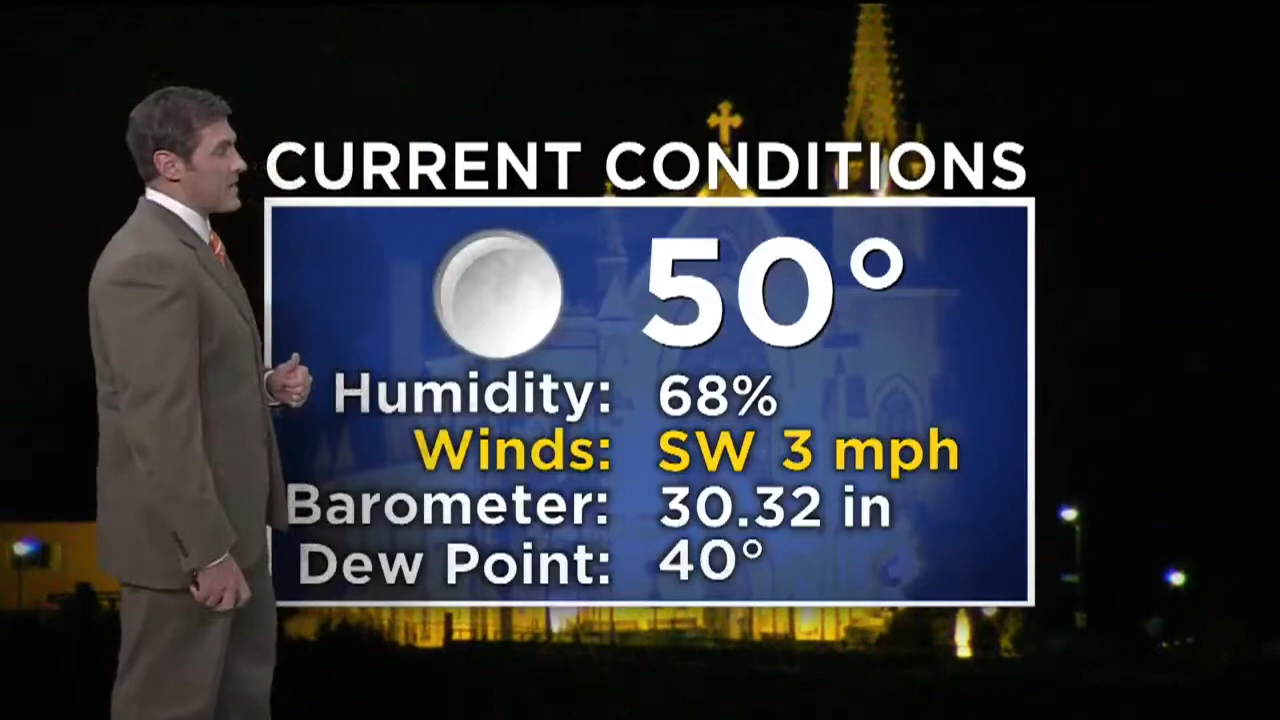 CURRENT CONDITIONS
50°
Humidity: 68%
Winds: SW 3 mph
Barometer: 30.32 in
Dew Point: 40°